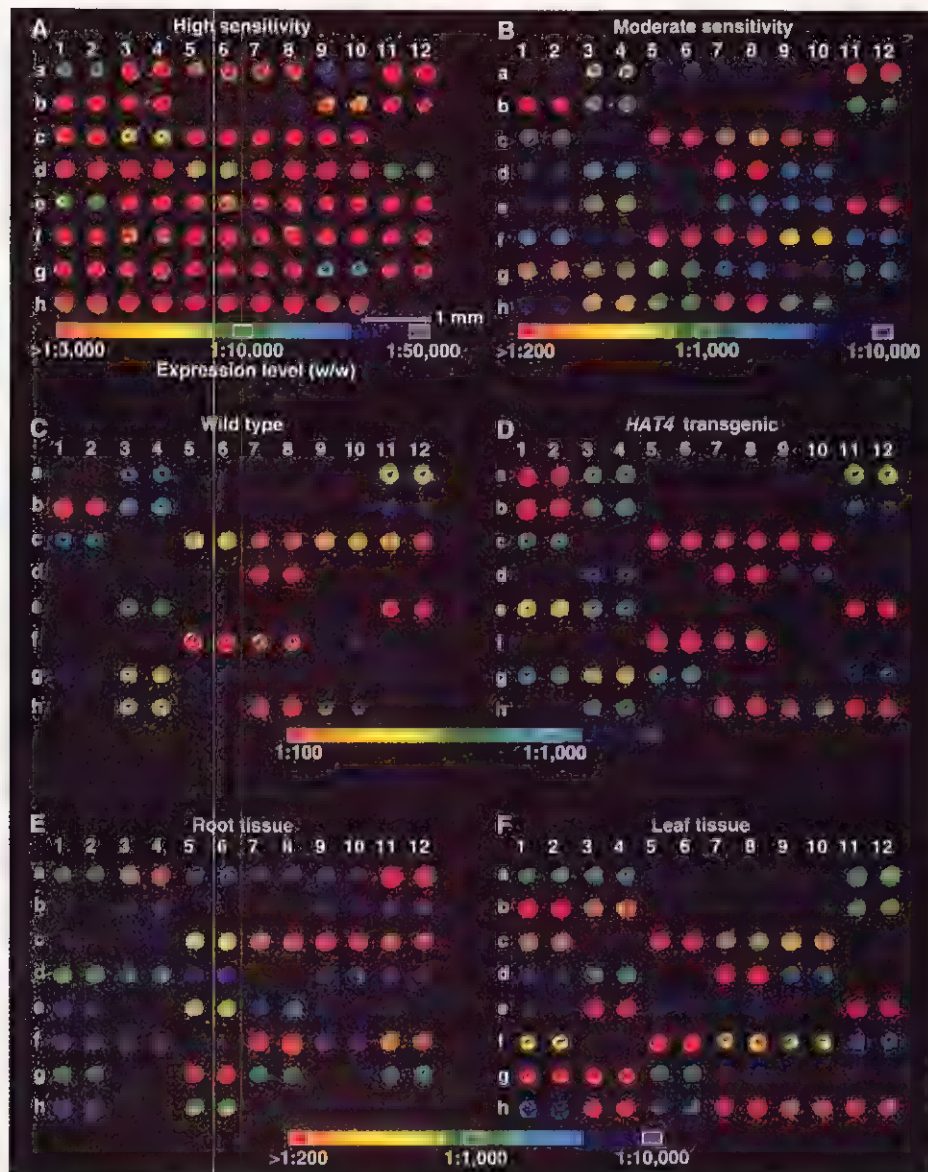 A High sensitivity
1 2 3 4 5 6 7 8 9 10 11 12
a
b
c
d
e
f
g
h
1 mm
>1:3,000 1:10,000 1:50,000
Expression level (w/w)
B Moderate sensitivity
1 2 3 4 5 6 7 8 9 10 11 12
a
b
c
d
e
f
g
h
>1:200 1:1,000 1:10,000
C Wild type
1 2 3 4 5 6 7 8 9 10 11 12
a
b
c
d
e
f
g
h
D HAT4 transgenic
1 2 3 4 5 6 7 8 9 10 11 12
a
b
c
d
e
f
g
h
1:100 1:1,000
E Root tissue
1 2 3 4 5 6 7 8 9 10 11 12
a
b
c
d
e
f
g
h
F Leaf tissue
1 2 3 4 5 6 7 8 9 10 11 12
a
b
c
d
e
f
g
h
>1:200 1:1,000 1:10,000